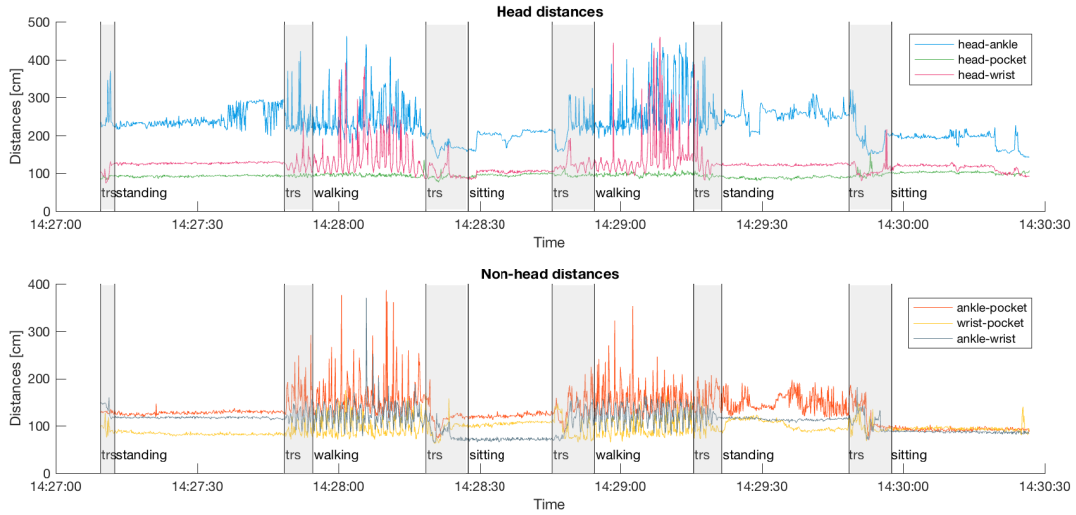 Head distances
500
400
300
200
100
0
Distances [cm]
head-ankle
head-pocket
head-wrist
trs standing trs walking trs sitting trs walking trs standing trs sitting
14:27:00 14:27:30 14:28:00 14:28:30 14:29:00 14:29:30 14:30:00 14:30:30
Time
Non-head distances
400
300
200
100
0
Distances [cm]
ankle-pocket
wrist-pocket
ankle-wrist
trs standing trs walking trs sitting trs walking trs standing trs sitting
14:27:00 14:27:30 14:28:00 14:28:30 14:29:00 14:29:30 14:30:00 14:30:30
Time